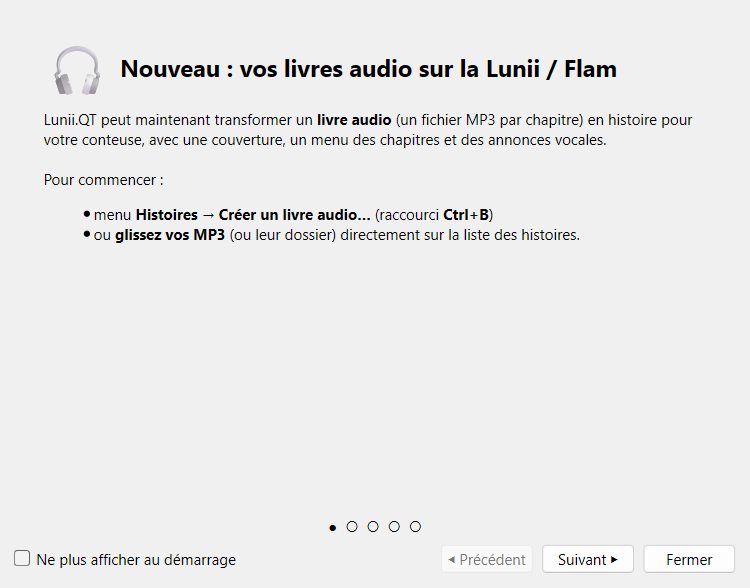 Nouveau : vos livres audio sur la Lunii / Flam
Lunii.QT peut maintenant transformer un livre audio (un fichier MP3 par chapitre) en histoire pour
votre conteuse, avec une couverture, un menu des chapitres et des annonces vocales.
Pour commencer :
• menu Histoires → Créer un livre audio... (raccourci Ctrl+B)
• ou glissez vos MP3 (ou leur dossier) directement sur la liste des histoires.
Ne plus afficher au démarrage
◂ Précédent
Suivant ▸
Fermer